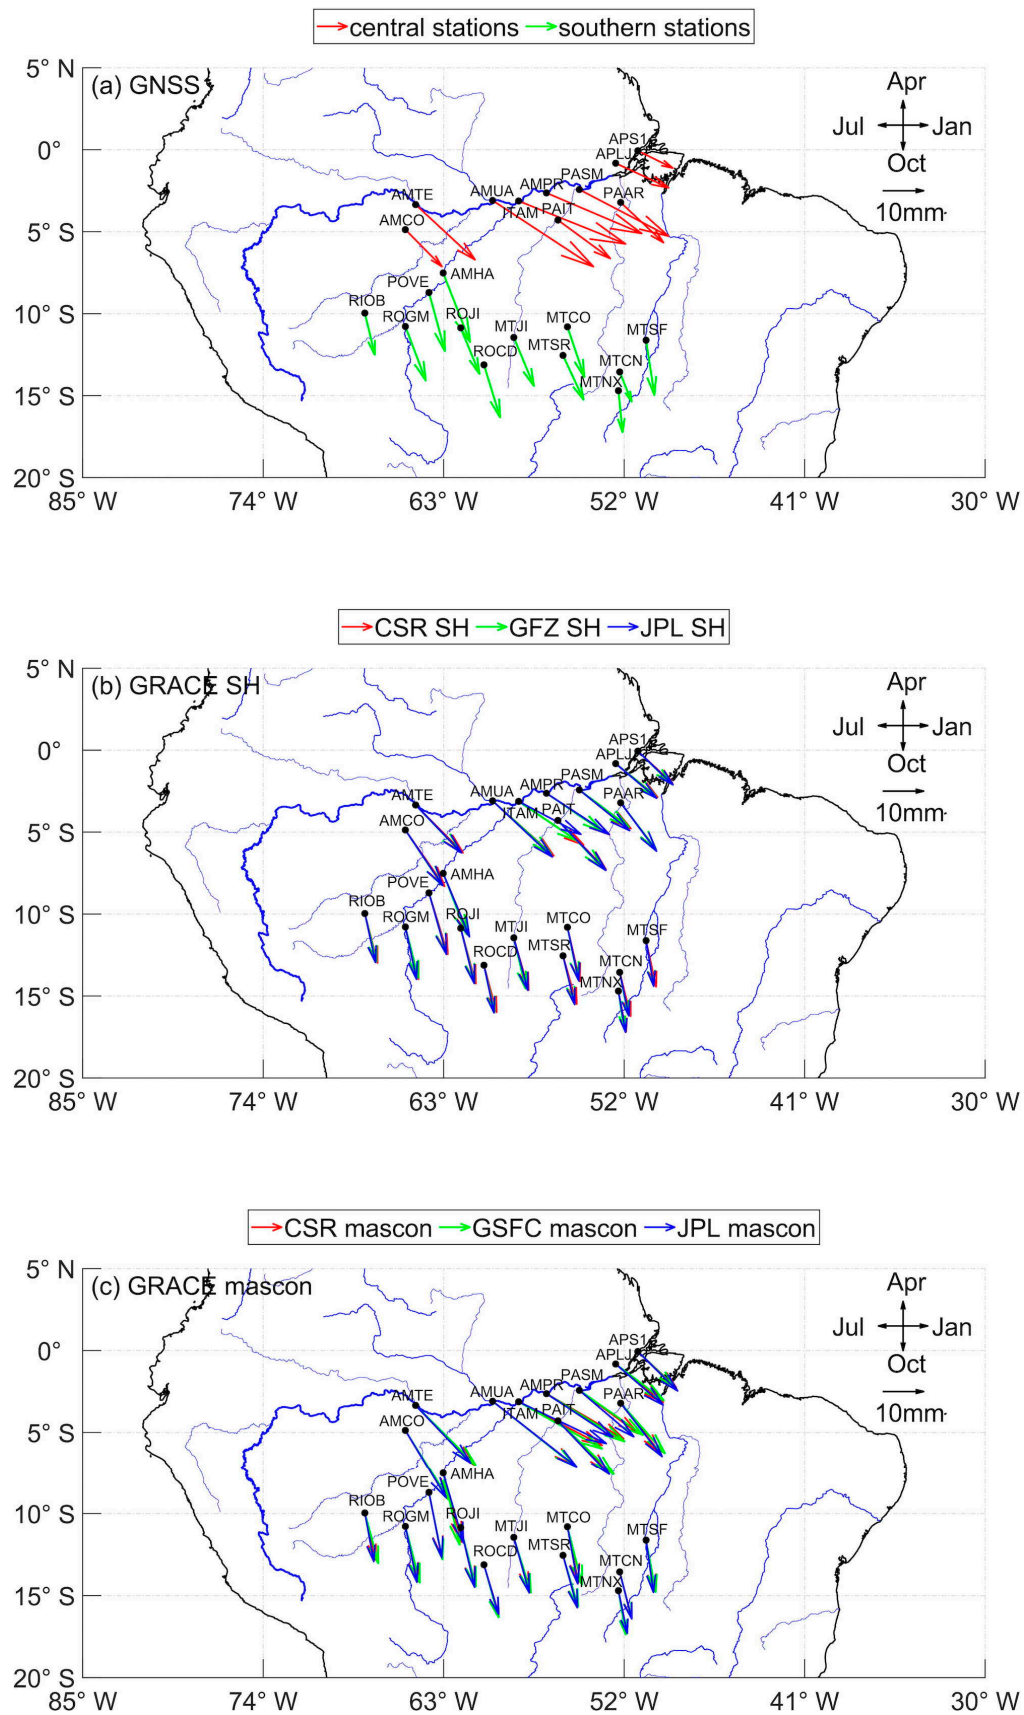 central stations southern stations
5° N
(a) GNSS
Apr
Jul Jan
Oct
10mm
0°
APS1
APLJ
PASM
AMPR
AMUA
AMTE
PAAR
ITAM
PAIT
AMCO
5° S
AMHA
POVE
RIOB
ROGM
ROJI
MTJI
MTCO
MTSF
10° S
ROCD
MTSR
MTCN
MTNX
15° S
20° S
85° W 74° W 63° W 52° W 41° W 30° W
CSR SH GFZ SH JPL SH
5° N
(b) GRACE SH
Apr
Jul Jan
Oct
10mm
0°
APS1
APLJ
PASM
AMPR
AMUA
AMTE
PAAR
ITAM
PAIT
AMCO
5° S
AMHA
POVE
RIOB
ROGM
ROJI
MTJI
MTCO
MTSF
10° S
ROCD
MTSR
MTCN
MTNX
15° S
20° S
85° W 74° W 63° W 52° W 41° W 30° W
CSR mascon GSFC mascon JPL mascon
5° N
(c) GRACE mascon
Apr
Jul Jan
Oct
10mm
0°
APS1
APLJ
PASM
AMPR
AMUA
AMTE
PAAR
ITAM
PAIT
AMCO
5° S
AMHA
POVE
RIOB
ROGM
ROJI
MTJI
MTCO
MTSF
10° S
ROCD
MTSR
MTCN
MTNX
15° S
20° S
85° W 74° W 63° W 52° W 41° W 30° W